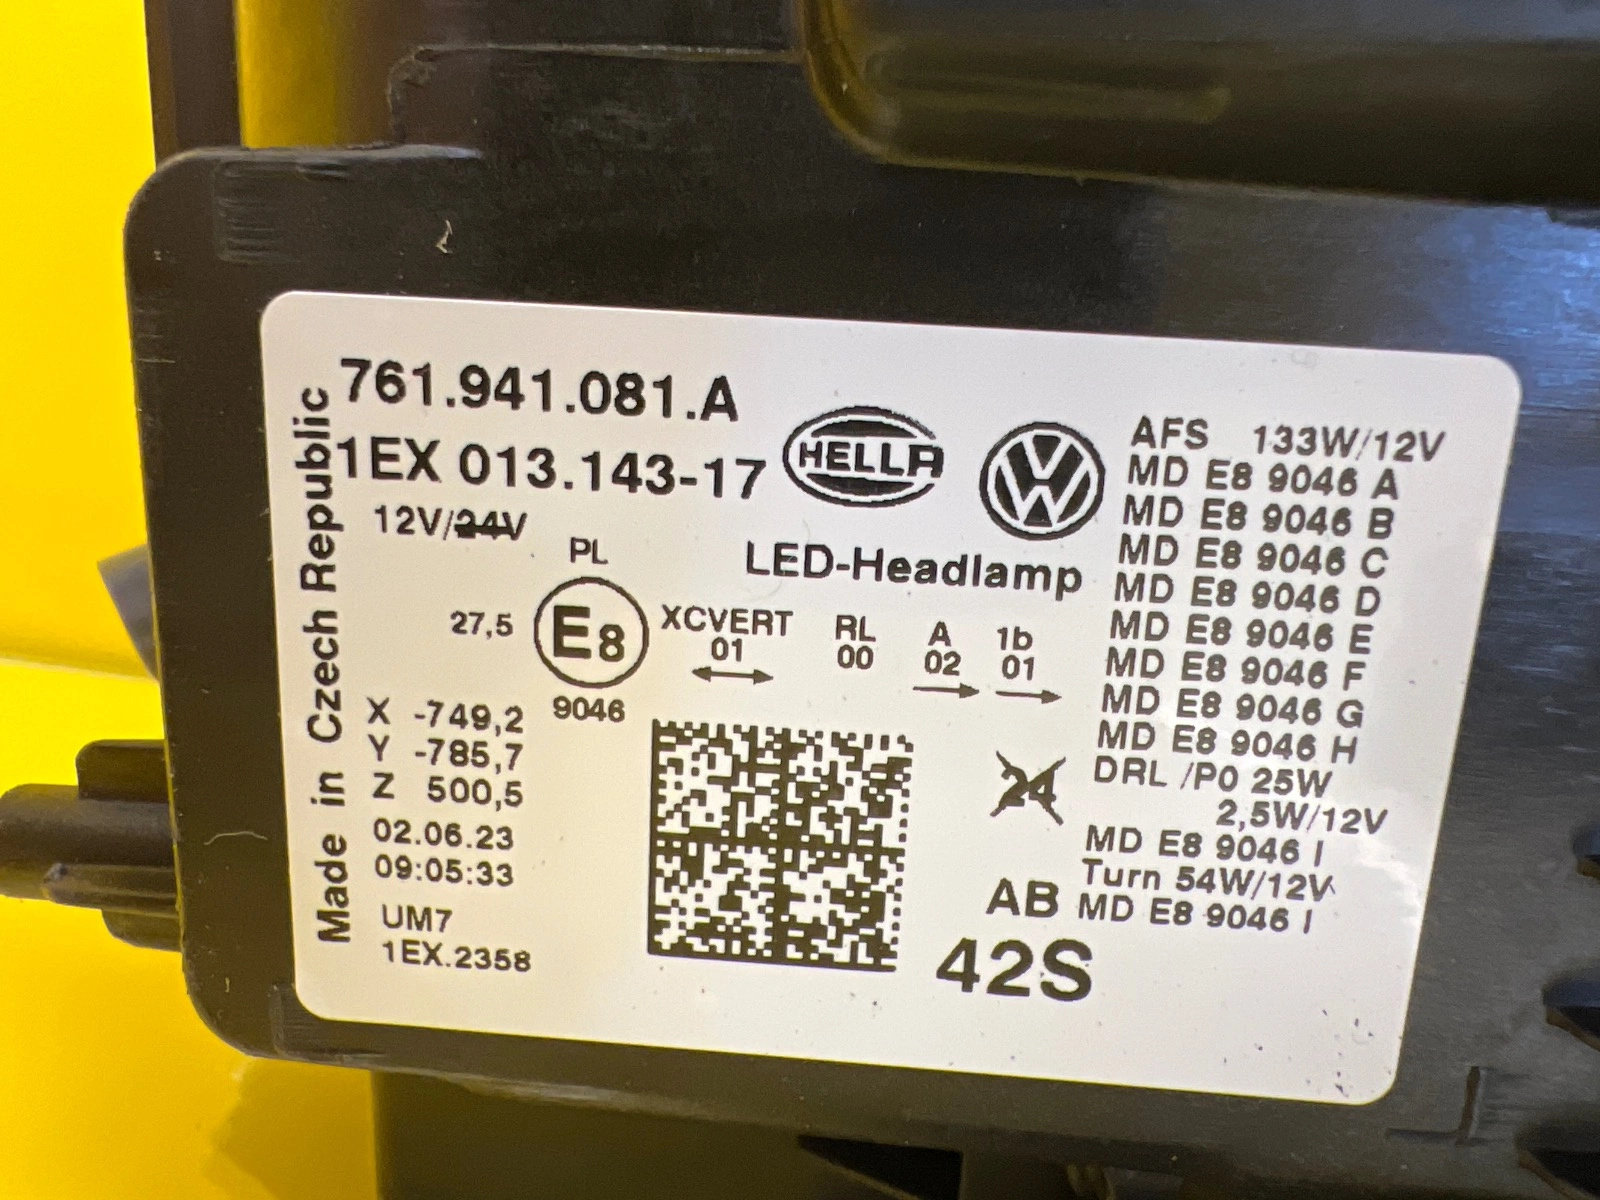 Made in Czech Republic
761.941.081.A
1EX 013.143-17
12V/24V
HELLA
VW
LED-Headlamp
PL
27,5
E8
9046
XCVERT
01
RL
00
A
02
1b
01
X -749,2
Y -785,7
Z 500,5
02.06.23
09:05:33
UM7
1EX.2358
24
AB
42S
AFS 133W/12V
MD E8 9046 A
MD E8 9046 B
MD E8 9046 C
MD E8 9046 D
MD E8 9046 E
MD E8 9046 F
MD E8 9046 G
MD E8 9046 H
DRL /P0 25W
2,5W/12V
MD E8 9046 I
Turn 54W/12V
MD E8 9046 I